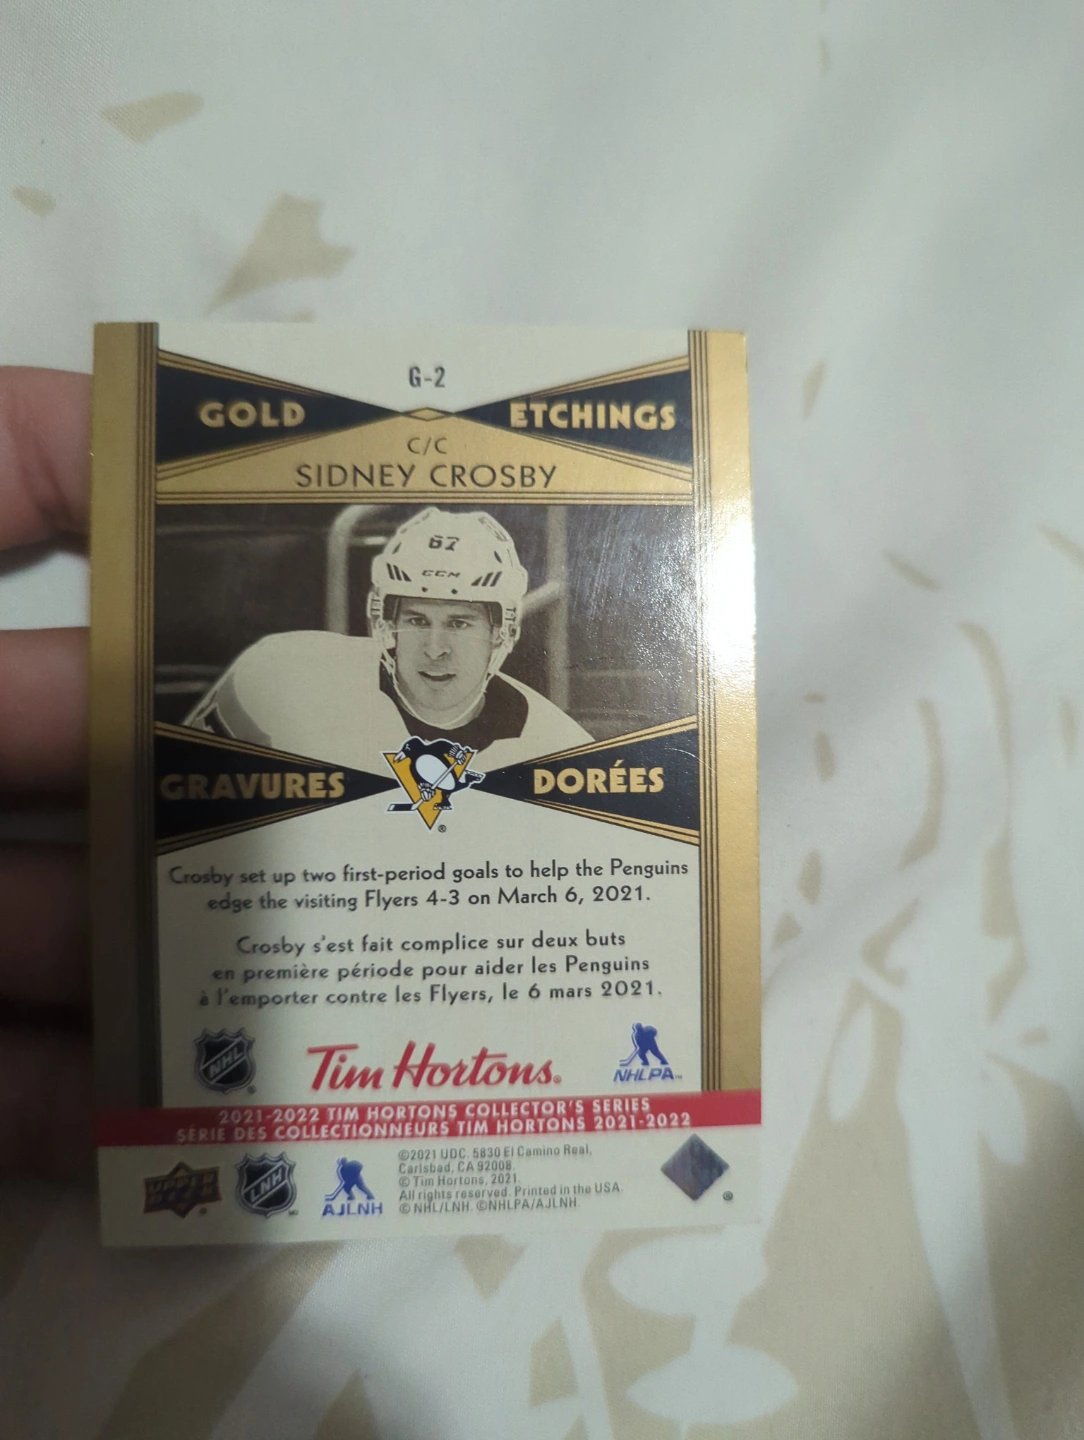 G-2
GOLD ETCHINGS
C/C
SIDNEY CROSBY
87
CCM
GRAVURES DORÉES
®
Crosby set up two first-period goals to help the Penguins
edge the visiting Flyers 4-3 on March 6, 2021.
Crosby s'est fait complice sur deux buts
en première période pour aider les Penguins
à l'emporter contre les Flyers, le 6 mars 2021.
NHL ® Tim Hortons® NHLPA™
2021-2022 TIM HORTONS COLLECTOR'S SERIES
SÉRIE DES COLLECTIONNEURS TIM HORTONS 2021-2022
UPPER DECK ® LNH AJLNH
©2021 UDC. 5830 El Camino Real,
Carlsbad, CA 92008.
© Tim Hortons, 2021.
All rights reserved. Printed in the USA.
© NHL/LNH. ©NHLPA/AJLNH.
®